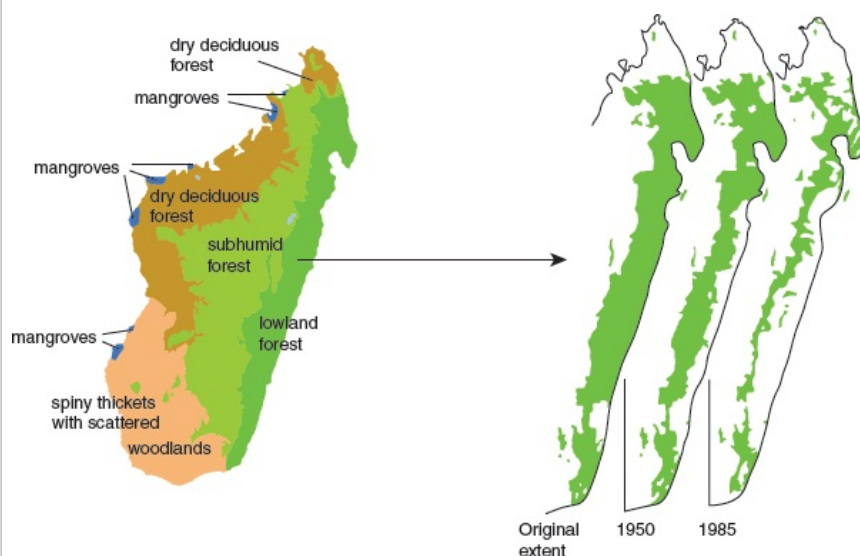 dry deciduous
forest
mangroves
mangroves
dry deciduous
forest
subhumid
forest
mangroves
lowland
forest
spiny thickets
with scattered
woodlands
Original
extent
1950
1985